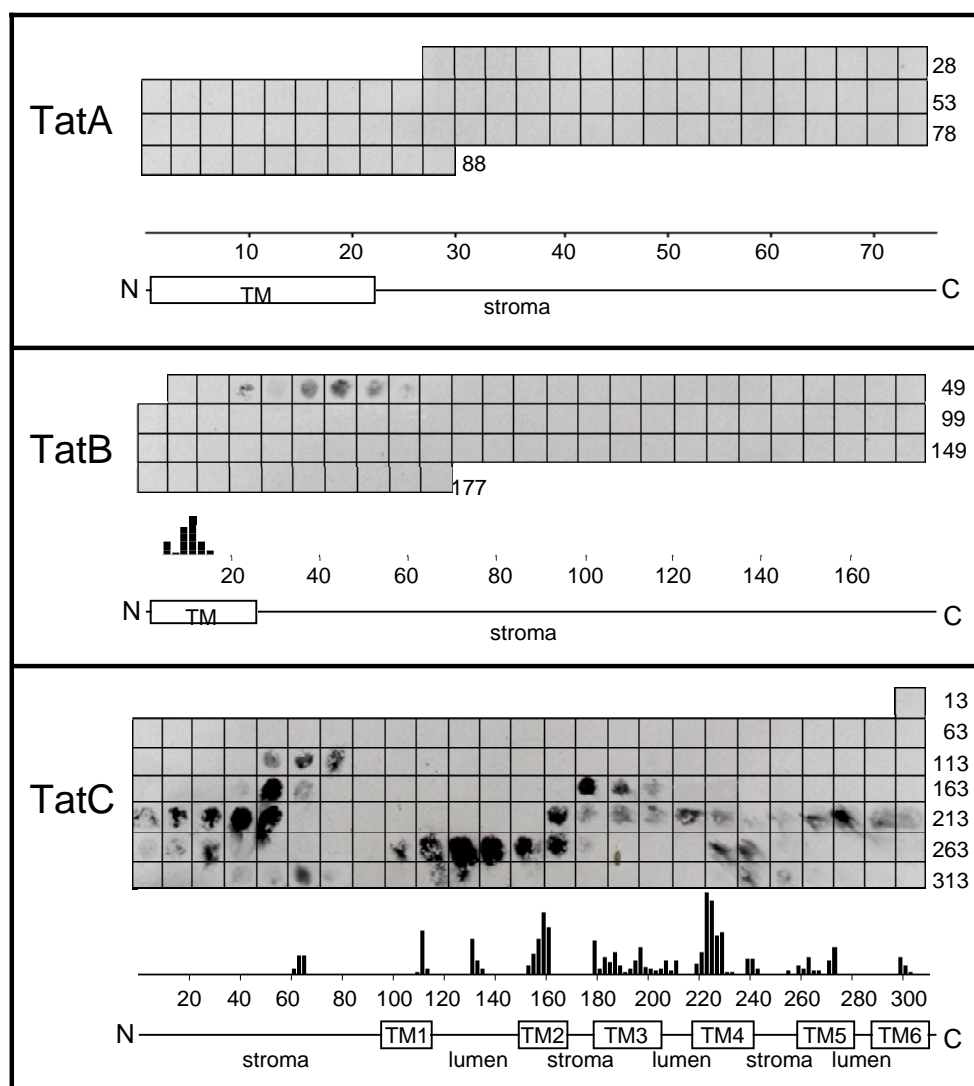 28
TatA
53
78
88
10 20 30 40 50 60 70
N TM C
stroma
49
TatB
99
149
177
20 40 60 80 100 120 140 160
N TM C
stroma
13
63
113
TatC
163
213
263
313
20 40 60 80 100 120 140 160 180 200 220 240 260 280 300
N TM1 TM2 TM3 TM4 TM5 TM6 C
stroma lumen stroma lumen stroma lumen